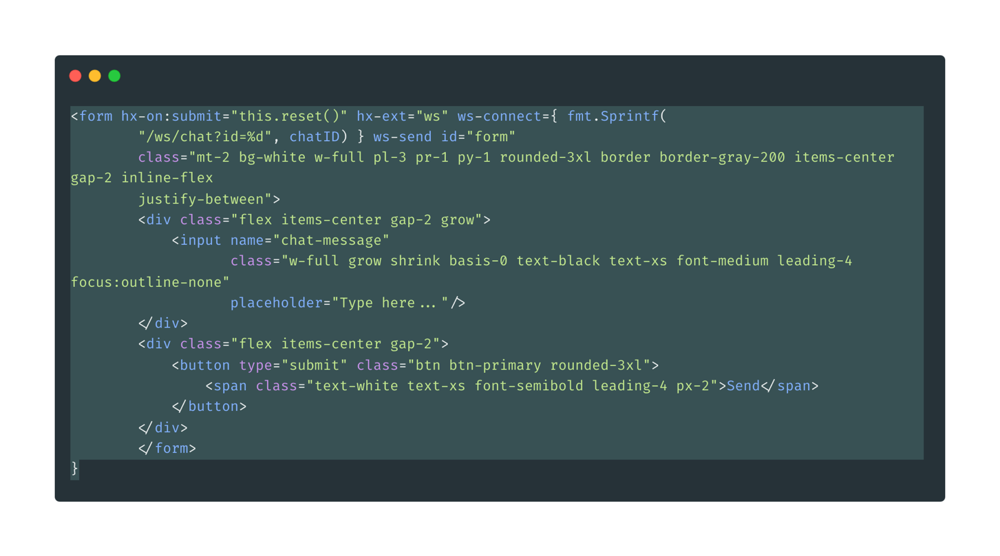 <form hx-on:submit="this.reset()" hx-ext="ws" ws-connect={ fmt.Sprintf(
"/ws/chat?id=%d", chatID) } ws-send id="form"
class="mt-2 bg-white w-full pl-3 pr-1 py-1 rounded-3xl border border-gray-200 items-center
gap-2 inline-flex
justify-between">
<div class="flex items-center gap-2 grow">
<input name="chat-message"
class="w-full grow shrink basis-0 text-black text-xs font-medium leading-4
focus:outline-none"
placeholder="Type here..."/>
</div>
<div class="flex items-center gap-2">
<button type="submit" class="btn btn-primary rounded-3xl">
<span class="text-white text-xs font-semibold leading-4 px-2">Send</span>
</button>
</div>
</form>
}